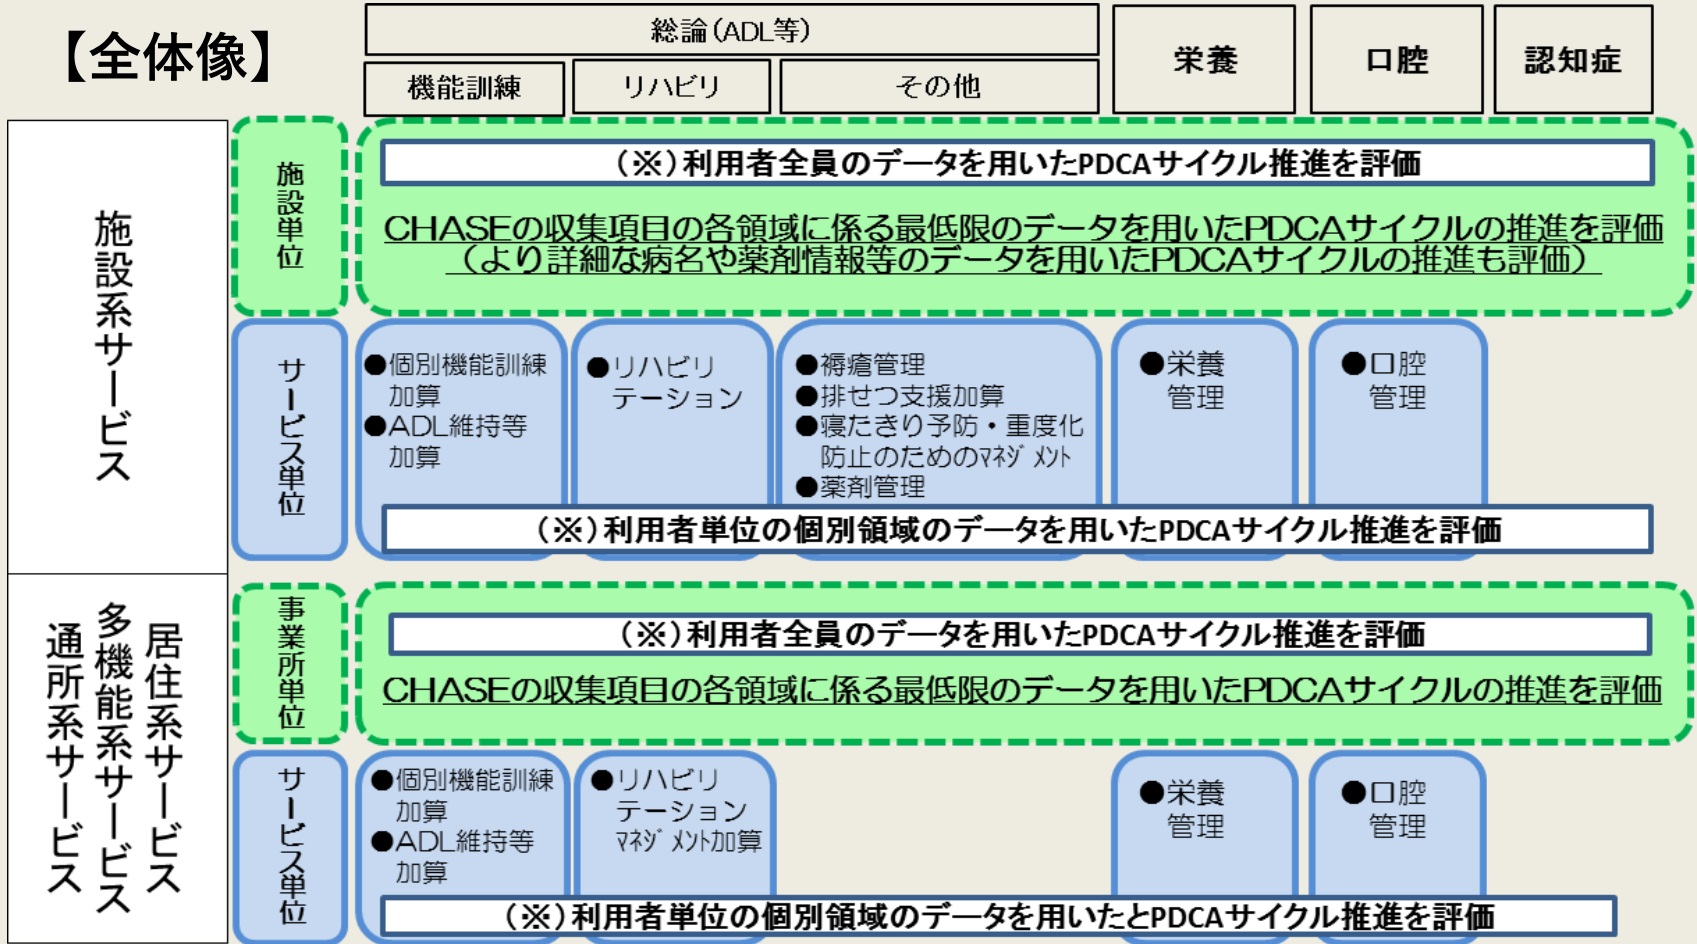 【全体像】
総論(ADL等)
機能訓練
リハビリ
その他
栄養
口腔
認知症
施設系サービス
施設単位
(※)利用者全員のデータを用いたPDCAサイクル推進を評価
CHASEの収集項目の各領域に係る最低限のデータを用いたPDCAサイクルの推進を評価
（より詳細な病名や薬剤情報等のデータを用いたPDCAサイクルの推進も評価）
サービス単位
●個別機能訓練
加算
●ADL維持等
加算
●リハビリ
テーション
●褥瘡管理
●排せつ支援加算
●寝たきり予防・重度化
防止のためのﾏﾈｼﾞﾒﾝﾄ
●薬剤管理
●栄養
管理
●口腔
管理
(※)利用者単位の個別領域のデータを用いたPDCAサイクル推進を評価
居住系サービス
多機能系サービス
通所系サービス
事業所単位
(※)利用者全員のデータを用いたPDCAサイクル推進を評価
CHASEの収集項目の各領域に係る最低限のデータを用いたPDCAサイクルの推進を評価
サービス単位
●個別機能訓練
加算
●ADL維持等
加算
●リハビリ
テーション
ﾏﾈｼﾞﾒﾝﾄ加算
●栄養
管理
●口腔
管理
(※)利用者単位の個別領域のデータを用いたとPDCAサイクル推進を評価